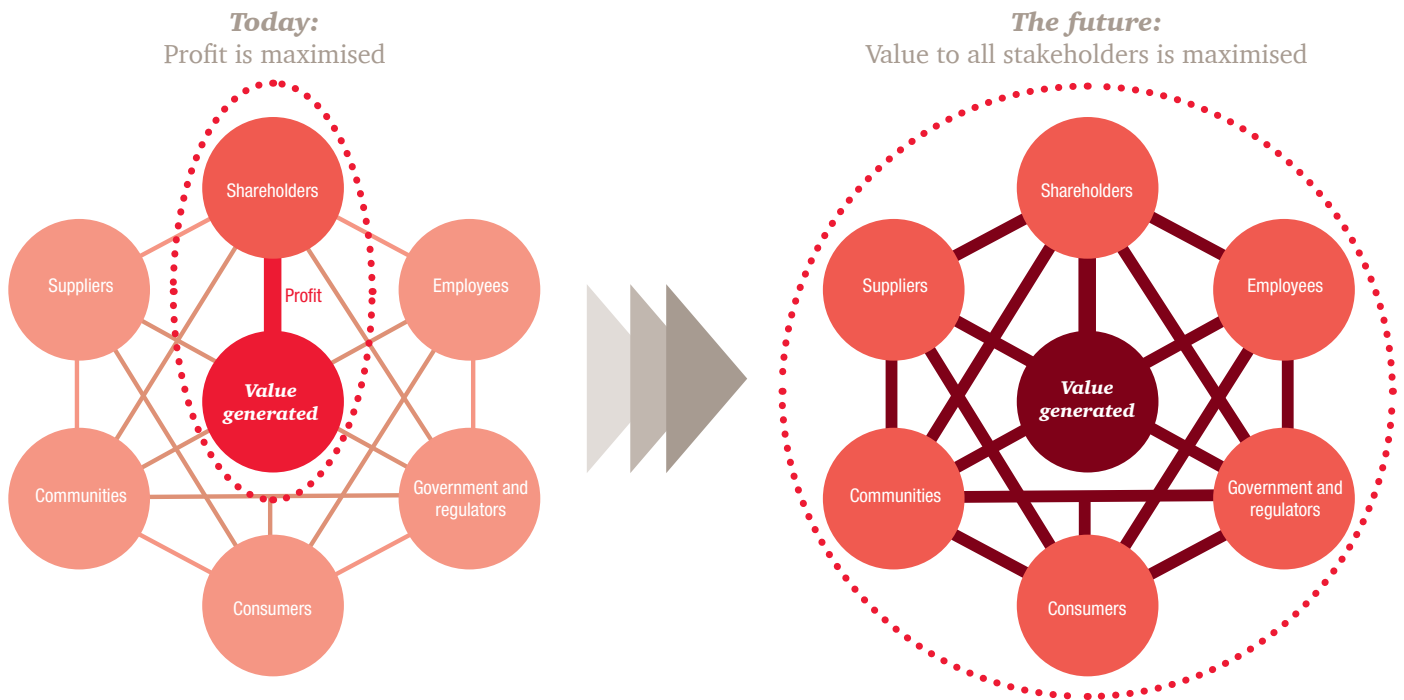 Today:
Profit is maximised
Shareholders
Suppliers
Employees
Profit
Value
generated
Communities
Government and
regulators
Consumers
The future:
Value to all stakeholders is maximised
Shareholders
Suppliers
Employees
Value
generated
Communities
Government and
regulators
Consumers